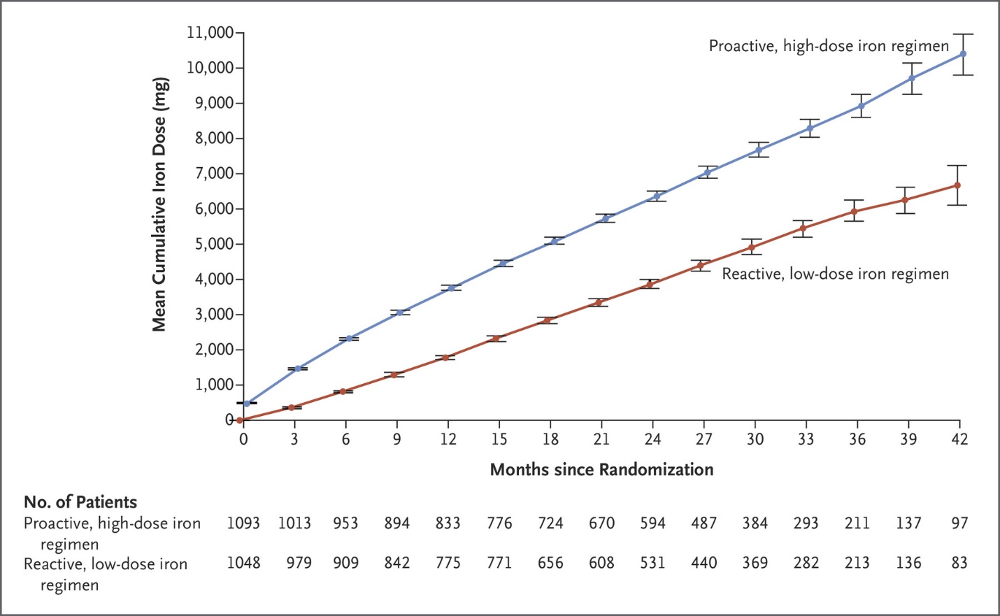 11,000
10,000
9,000
8,000
7,000
6,000
5,000
4,000
3,000
2,000
1,000
0
Mean Cumulative Iron Dose (mg)
Proactive, high-dose iron regimen
Reactive, low-dose iron regimen
0 3 6 9 12 15 18 21 24 27 30 33 36 39 42
Months since Randomization
No. of Patients
Proactive, high-dose iron 1093 1013 953 894 833 776 724 670 594 487 384 293 211 137 97
regimen
Reactive, low-dose iron 1048 979 909 842 775 771 656 608 531 440 369 282 213 136 83
regimen